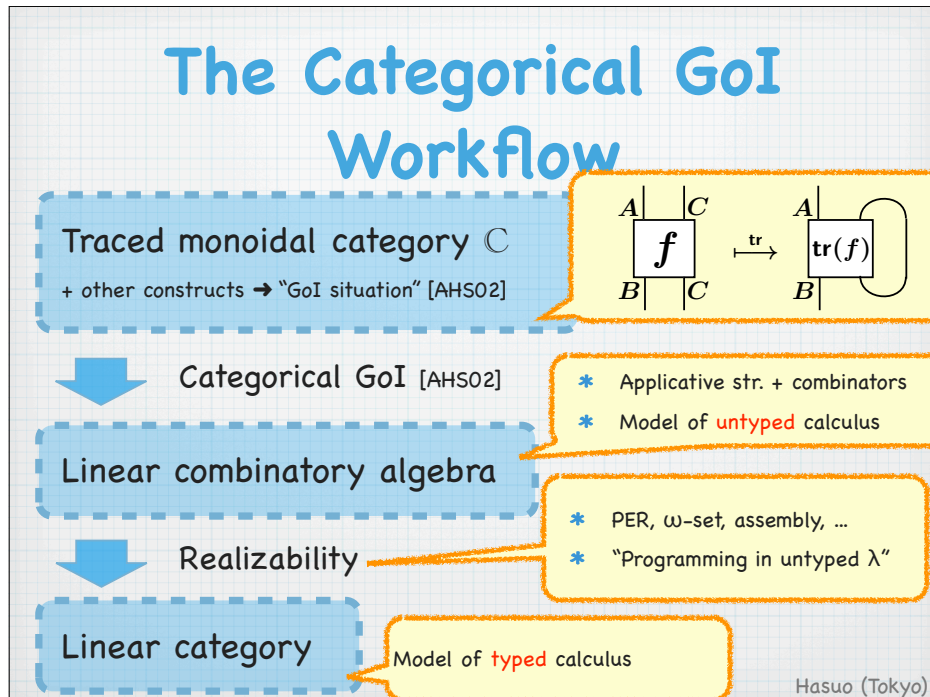 The Categorical GoI
Workflow
Traced monoidal category ℂ
+ other constructs ➜ “GoI situation” [AHS02]
A C A
f tr tr(f)
B C B
Categorical GoI [AHS02]
* Applicative str. + combinators
* Model of untyped calculus
Linear combinatory algebra
* PER, ω-set, assembly, …
* “Programming in untyped λ”
Realizability
Linear category
Model of typed calculus
Hasuo (Tokyo)